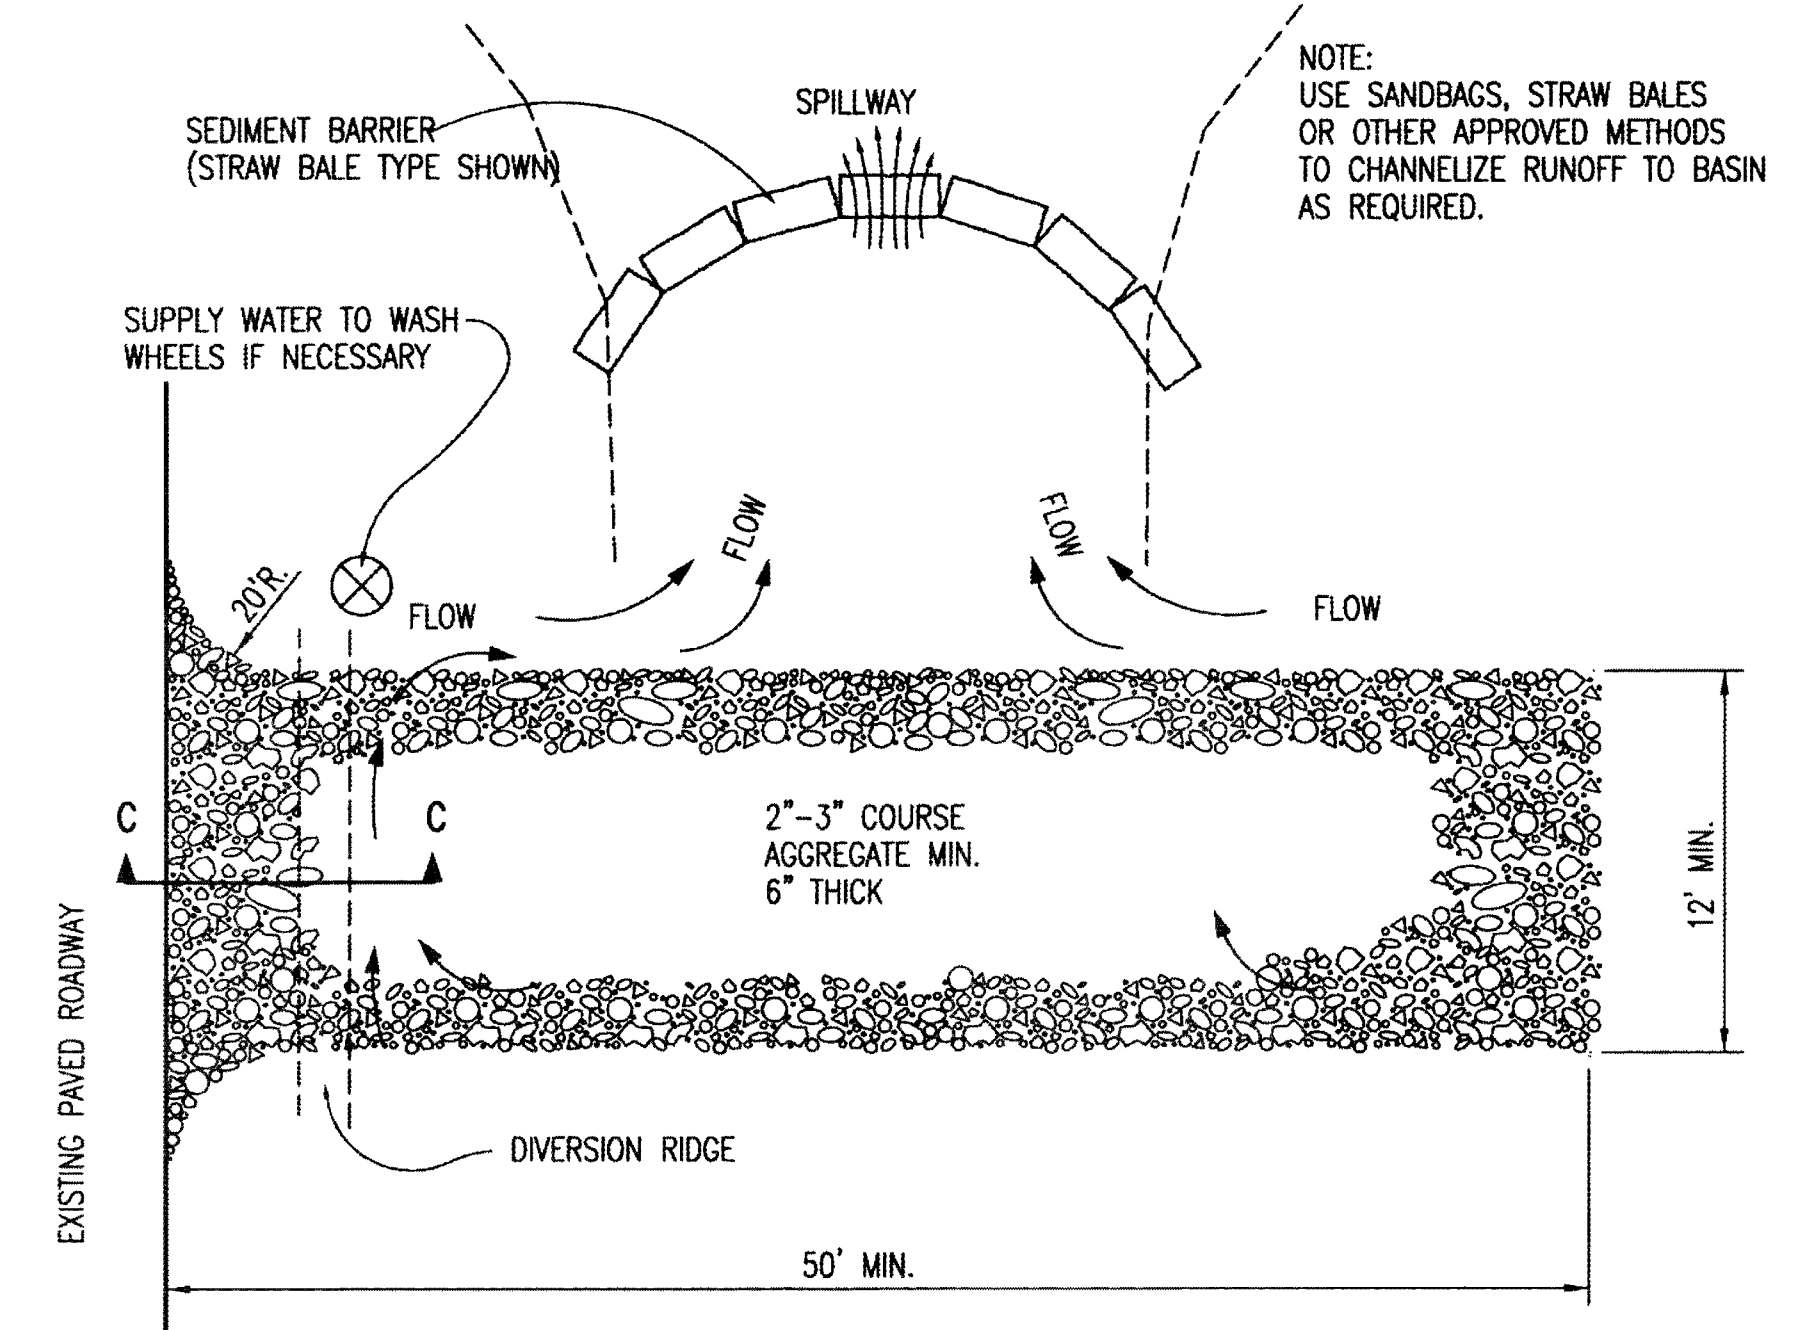 NOTE:
USE SANDBAGS, STRAW BALES
OR OTHER APPROVED METHODS
TO CHANNELIZE RUNOFF TO BASIN
AS REQUIRED.
SPILLWAY
SEDIMENT BARRIER
(STRAW BALE TYPE SHOWN)
SUPPLY WATER TO WASH
WHEELS IF NECESSARY
FLOW
FLOW
20'R.
FLOW
FLOW
C
C
2"-3" COURSE
AGGREGATE MIN.
6" THICK
12' MIN.
EXISTING PAVED ROADWAY
DIVERSION RIDGE
50' MIN.